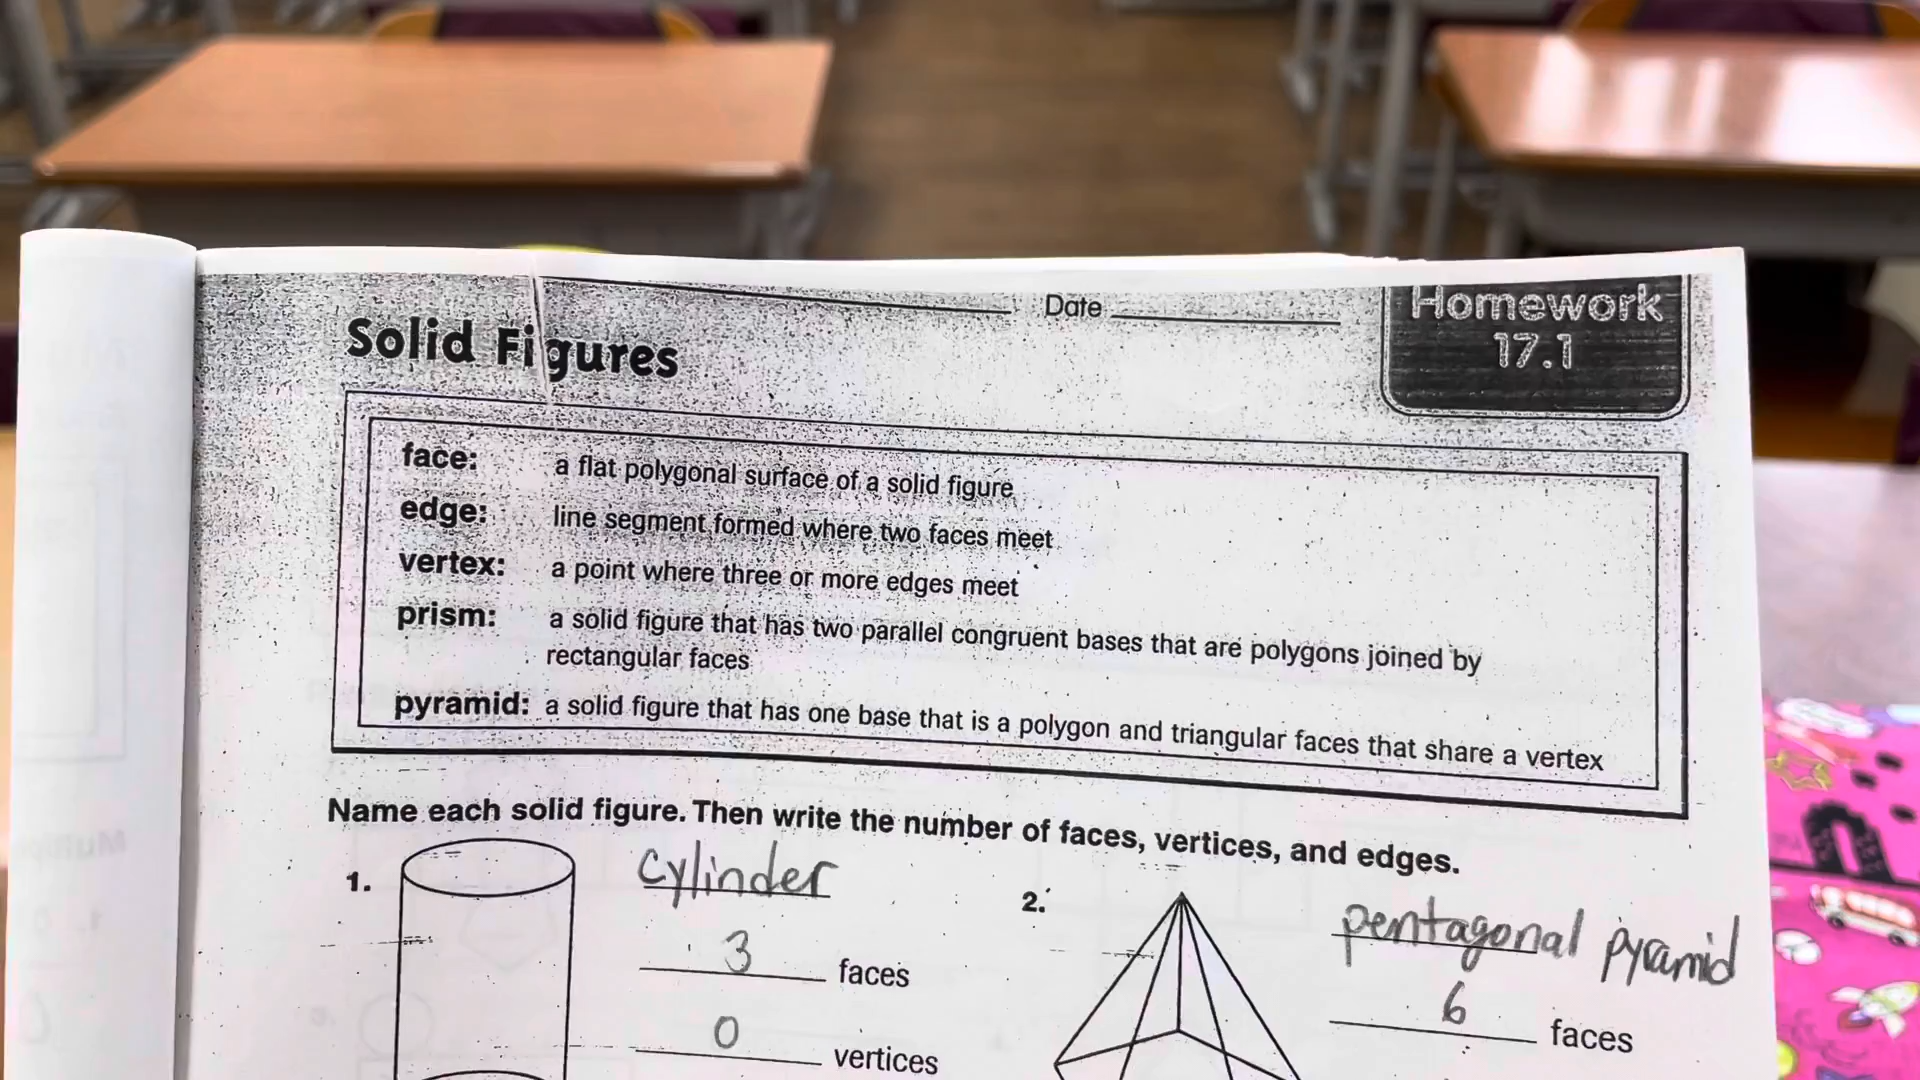 Date
Homework
17.1
Solid Figures
face: a flat polygonal surface of a solid figure
edge: line segment formed where two faces meet
vertex: a point where three or more edges meet
prism: a solid figure that has two parallel congruent bases that are polygons joined by
rectangular faces
pyramid: a solid figure that has one base that is a polygon and triangular faces that share a vertex
Name each solid figure. Then write the number of faces, vertices, and edges.
1. cylinder
3 faces
0 vertices
2. pentagonal pyramid
6 faces